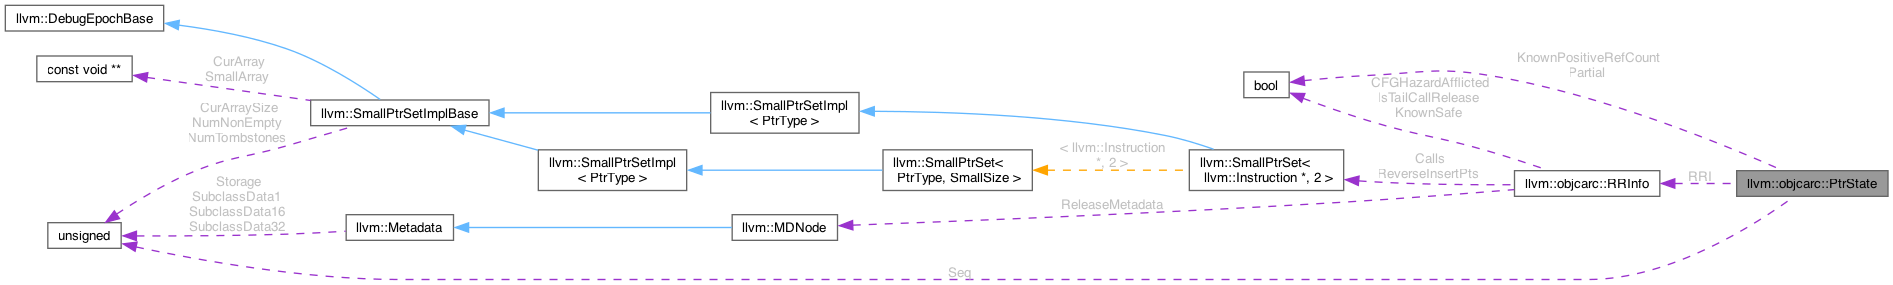 llvm::DebugEpochBase
const void **
CurArray
SmallArray
CurArraySize
NumNonEmpty
NumTombstones
llvm::SmallPtrSetImplBase
Storage
SubclassData1
SubclassData16
SubclassData32
unsigned
llvm::Metadata
llvm::SmallPtrSetImpl
< PtrType >
llvm::SmallPtrSetImpl
< PtrType >
llvm::MDNode
llvm::SmallPtrSet<
PtrType, SmallSize >
< llvm::Instruction
*, 2 >
ReleaseMetadata
llvm::SmallPtrSet<
llvm::Instruction *, 2 >
bool
CFGHazardAfflicted
IsTailCallRelease
KnownSafe
Calls
ReverseInsertPts
KnownPositiveRefCount
Partial
llvm::objcarc::RRInfo
RRI
llvm::objcarc::PtrState
Seq